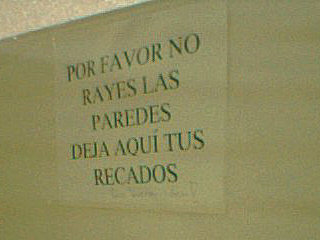 POR FAVOR NO
RAYES LAS
PAREDES
DEJA AQUÍ TUS
RECADOS